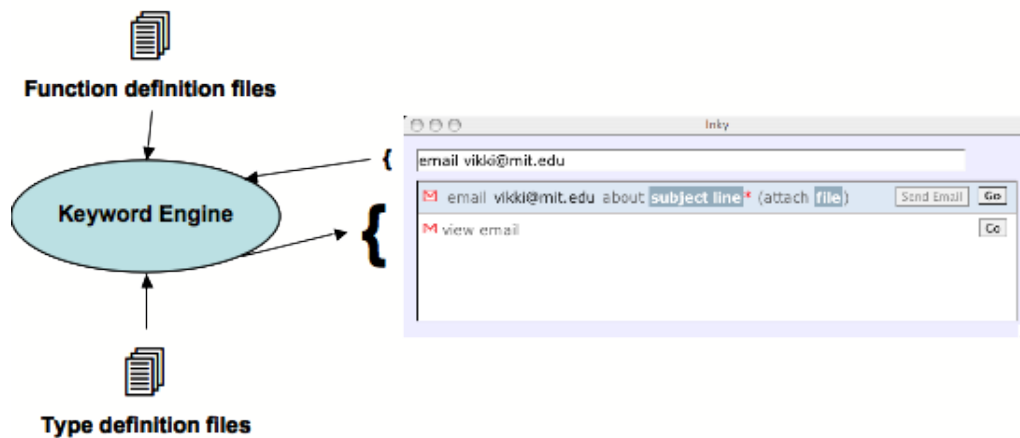 Function definition files
Inky
{
email vikki@mit.edu
Keyword Engine
{
email vikki@mit.edu about subject line* (attach file)
Send Email
Go
view email
Go
Type definition files